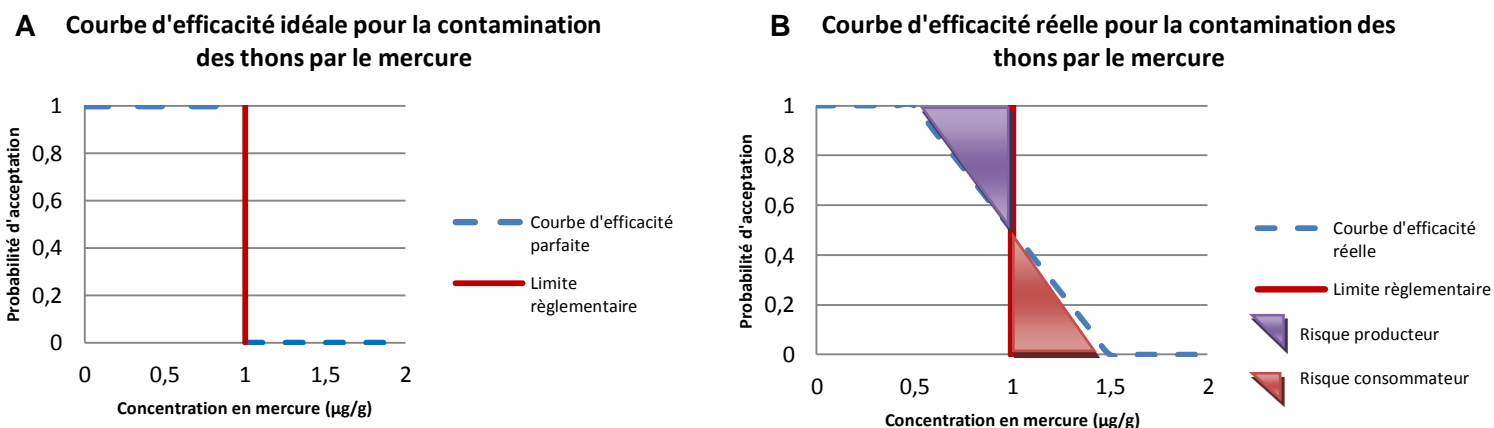 A
Courbe d'efficacité idéale pour la contamination
des thons par le mercure
Probabilité d'acceptation
1
0,8
0,6
0,4
0,2
0
0 0,5 1 1,5 2
Concentration en mercure (µg/g)
Courbe d'efficacité
parfaite
Limite
règlementaire
B
Courbe d'efficacité réelle pour la contamination des
thons par le mercure
Probabilité d'acceptation
1
0,8
0,6
0,4
0,2
0
0 0,5 1 1,5 2
Concentration en mercure (µg/g)
Courbe d'efficacité
réelle
Limite règlementaire
Risque producteur
Risque consommateur